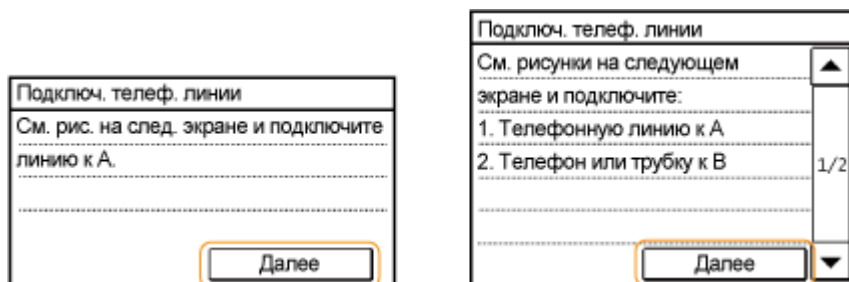 Подключ. телеф. линии
См. рис. на след. экране и подключите
линию к А.
Далее
Подключ. телеф. линии
См. рисунки на следующем
экране и подключите:
1. Телефонную линию к А
2. Телефон или трубку к В
1/2
Далее